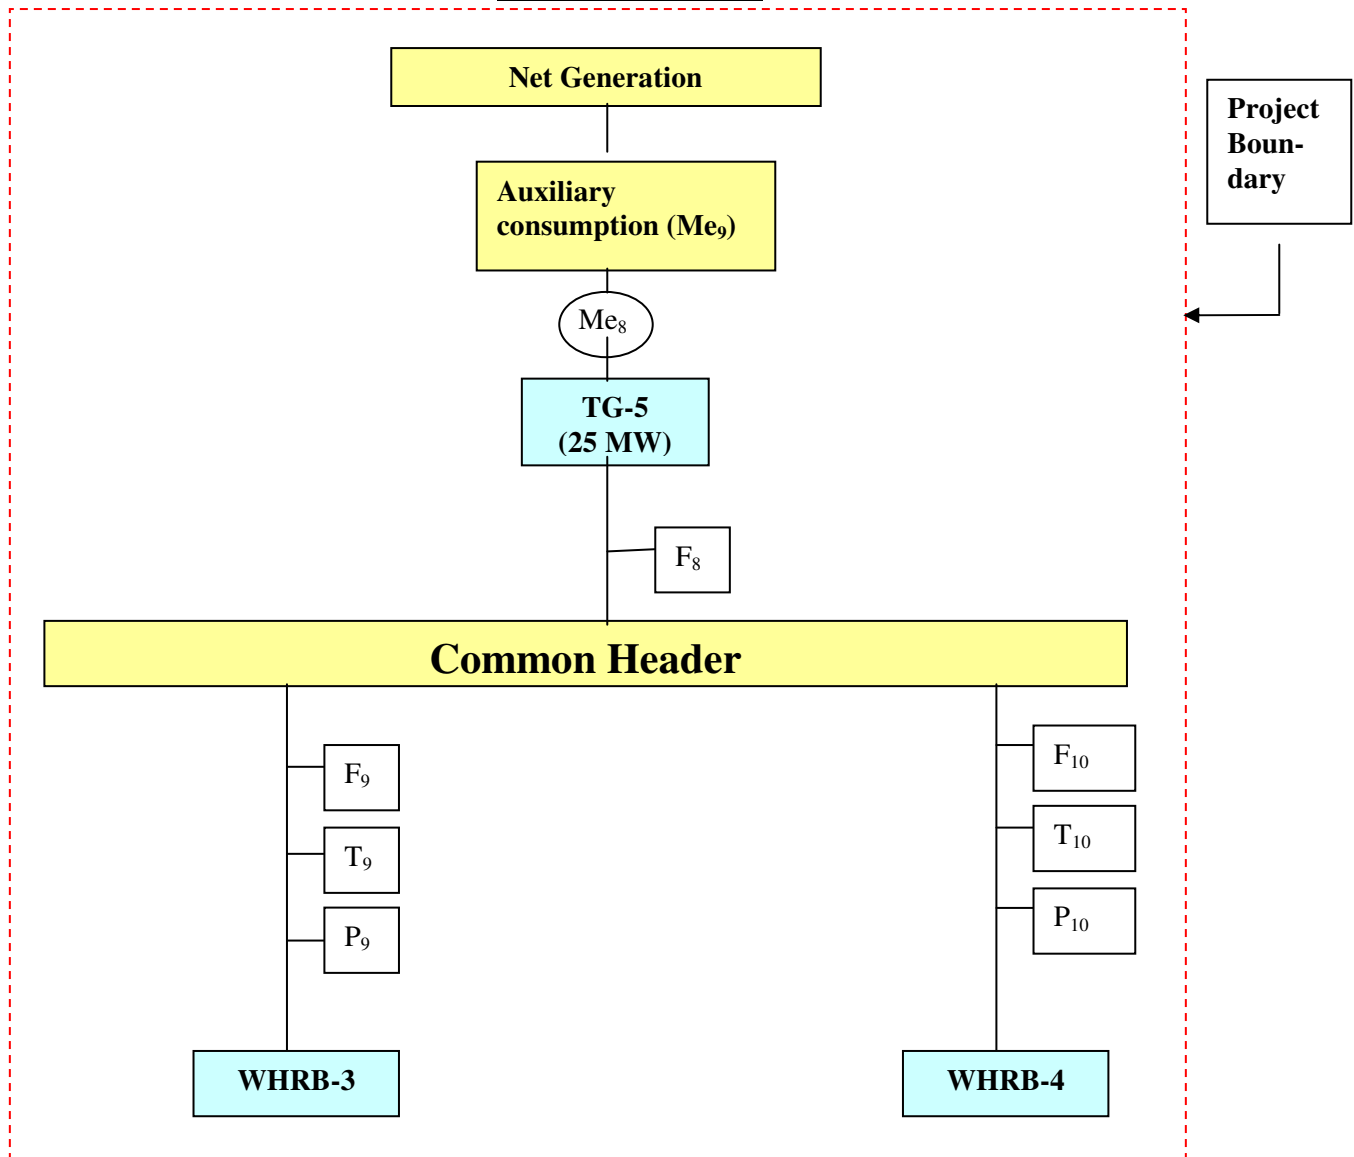 Net Generation
Project
Boun-
dary
Auxiliary
consumption (Me₉)
Me₈
TG-5
(25 MW)
F₈
Common Header
F₉
T₉
P₉
F₁₀
T₁₀
P₁₀
WHRB-3
WHRB-4